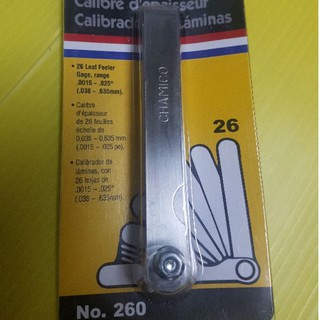 Calibre d'épaisseur
Calibrador de láminas
• 26 Leaf Feeler
Gage, range
.0015 - .025"
(.038 - .635mm).
• Calibre
d'épaisseur
de 26 feuilles
échelle de
0,038 - 0,635 mm
(.0015 - .025 po).
• Calibrador de
láminas, con
26 hojas de
.0015 - .025"
(.038 - .635mm).
CHAMICO
26
No. 260